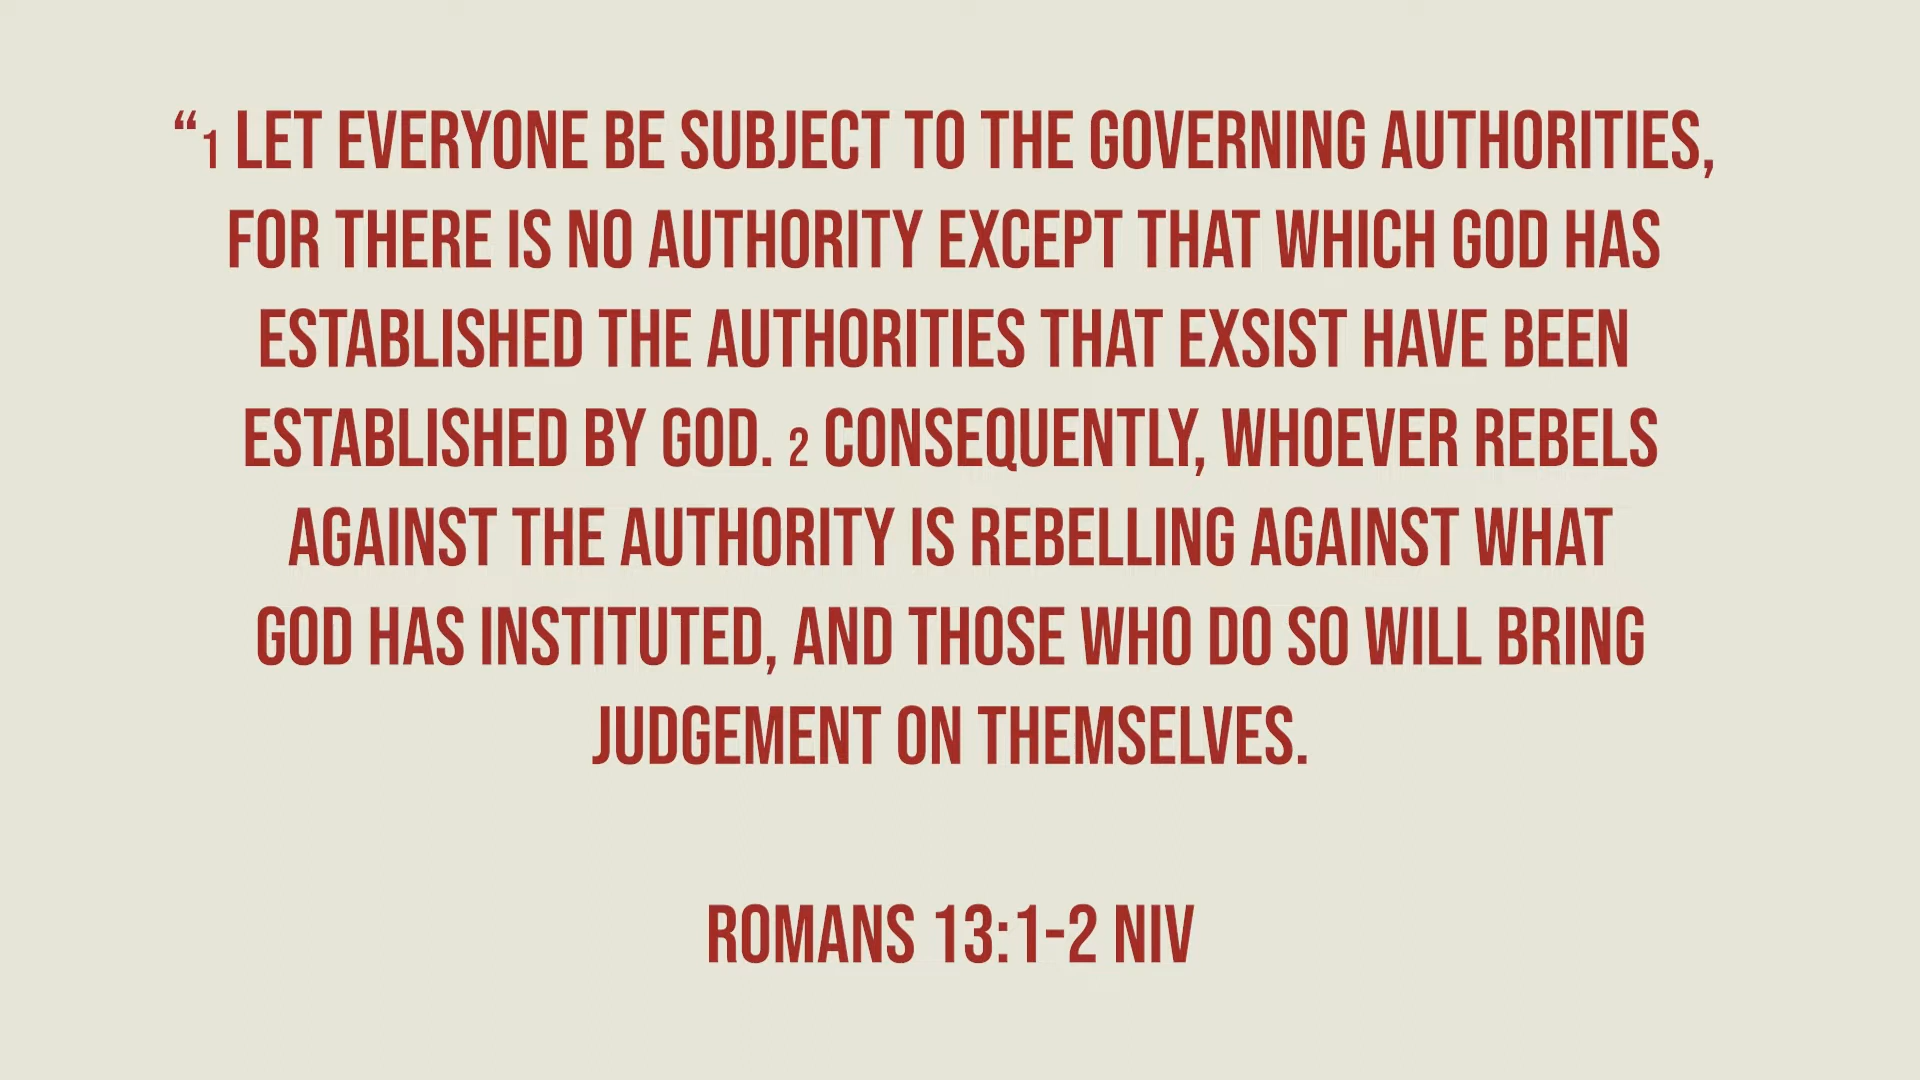 “1 LET EVERYONE BE SUBJECT TO THE GOVERNING AUTHORITIES,
FOR THERE IS NO AUTHORITY EXCEPT THAT WHICH GOD HAS
ESTABLISHED THE AUTHORITIES THAT EXSIST HAVE BEEN
ESTABLISHED BY GOD. 2 CONSEQUENTLY, WHOEVER REBELS
AGAINST THE AUTHORITY IS REBELLING AGAINST WHAT
GOD HAS INSTITUTED, AND THOSE WHO DO SO WILL BRING
JUDGEMENT ON THEMSELVES.
ROMANS 13:1-2 NIV